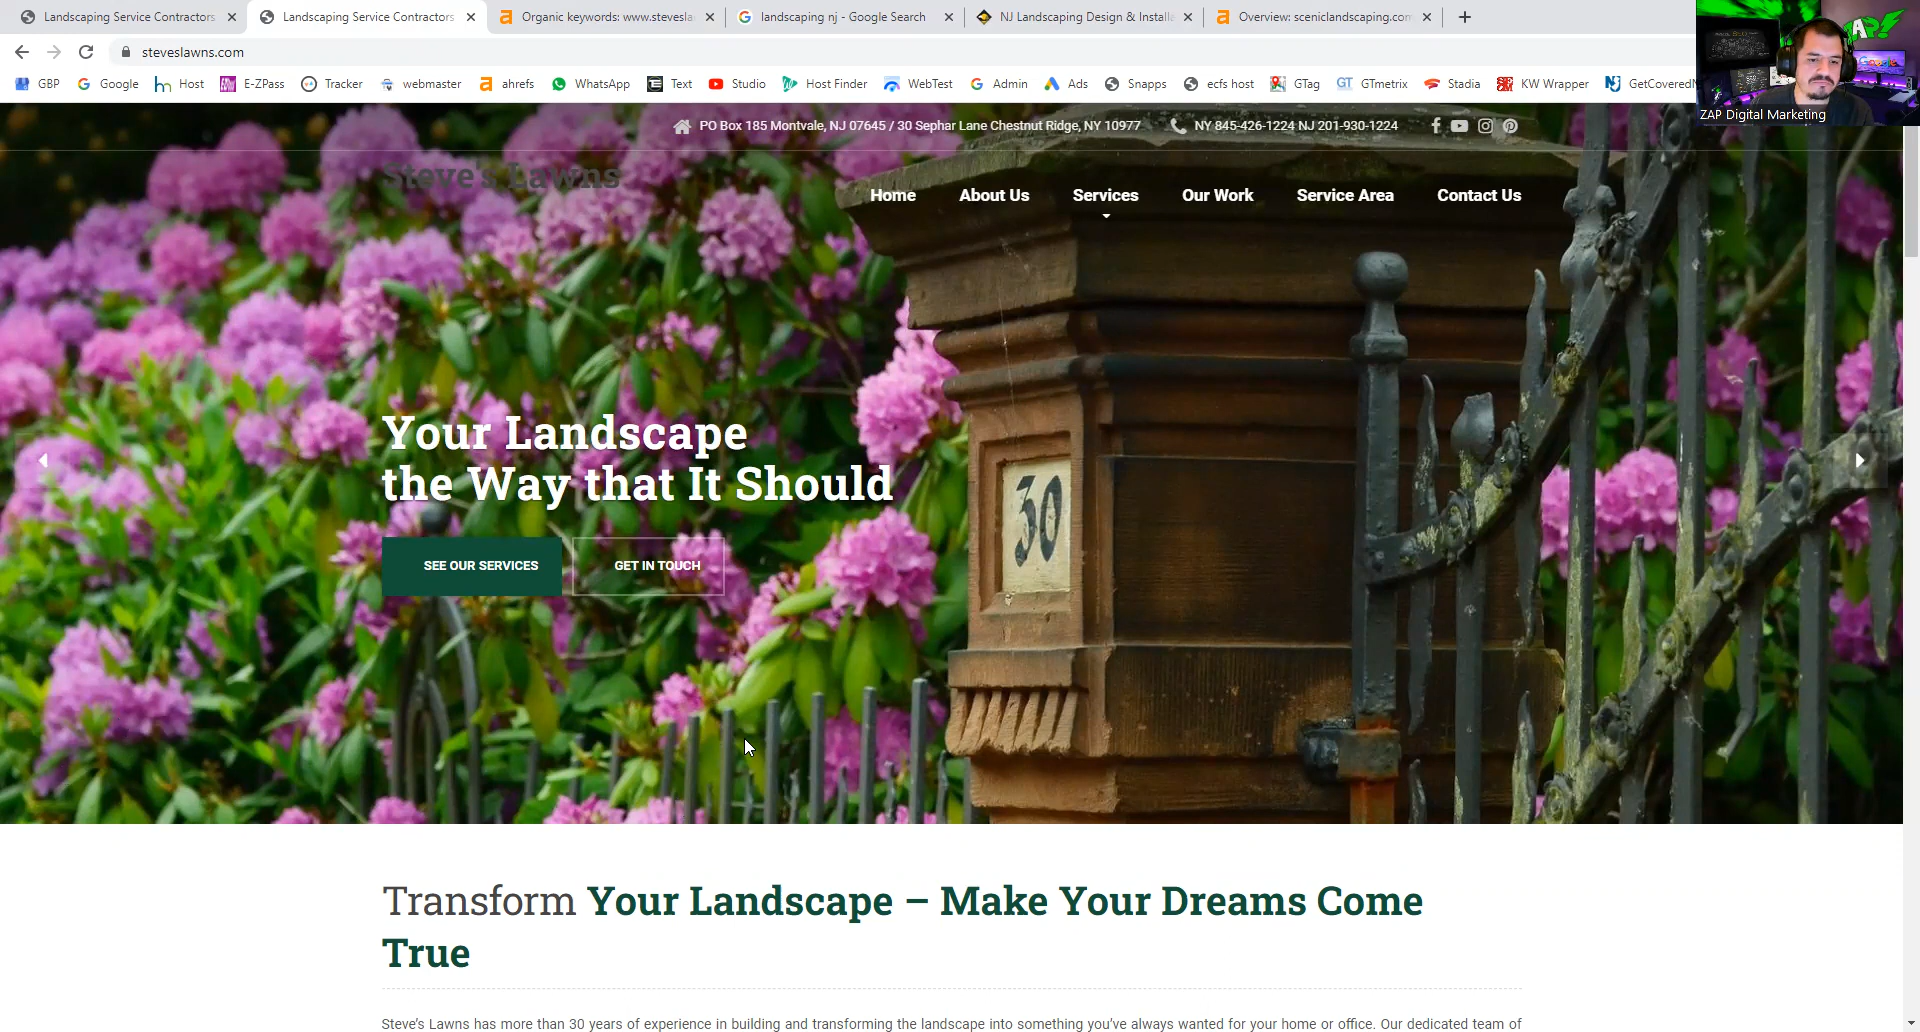 Landscaping Service Contractors
Landscaping Service Contractors
Organic keywords: www.stevesla
landscaping nj - Google Search
NJ Landscaping Design & Installa
Overview: sceniclandscaping.com
steveslawns.com
GBP
Google
Host
E-ZPass
Tracker
webmaster
ahrefs
WhatsApp
Text
Studio
Host Finder
WebTest
Admin
Ads
Snapps
ecfs host
GTag
GTmetrix
Stadia
KW Wrapper
GetCoveredN
ZAP!
Google
ZAP Digital Marketing
PO Box 185 Montvale, NJ 07645 / 30 Sephar Lane Chestnut Ridge, NY 10977
NY 845-426-1224 NJ 201-930-1224
Steve's Lawns
Home
About Us
Services
Our Work
Service Area
Contact Us
Your Landscape
the Way that It Should
30
SEE OUR SERVICES
GET IN TOUCH
Transform Your Landscape – Make Your Dreams Come
True
Steve's Lawns has more than 30 years of experience in building and transforming the landscape into something you've always wanted for your home or office. Our dedicated team of